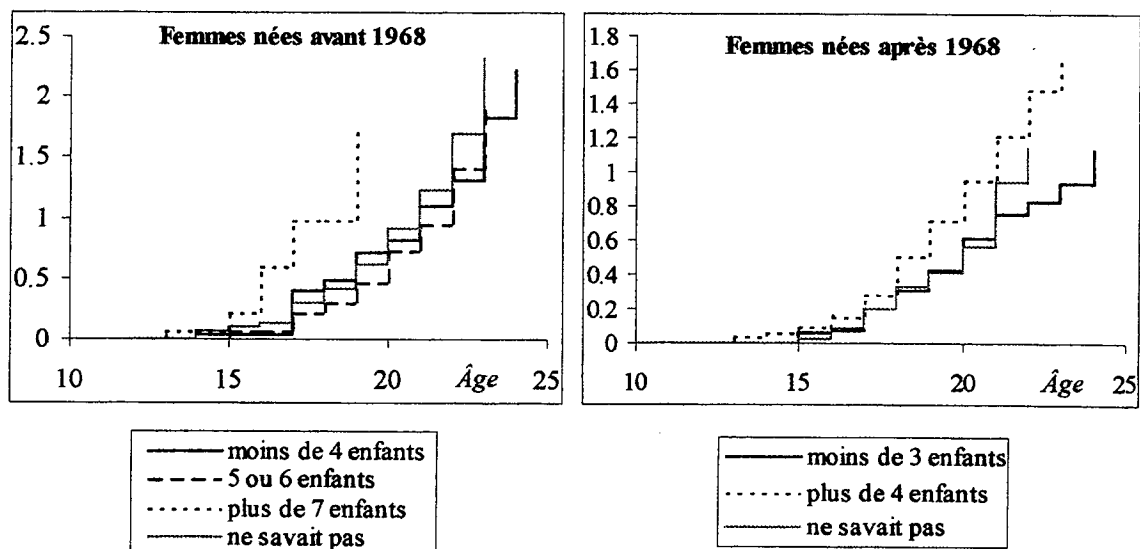 Femmes nées avant 1968
2.5
2
1.5
1
0.5
0
10
15
20
Âge
25
moins de 4 enfants
5 ou 6 enfants
plus de 7 enfants
ne savait pas
Femmes nées après 1968
1.8
1.6
1.4
1.2
1
0.8
0.6
0.4
0.2
0
10
15
20
Âge
25
moins de 3 enfants
plus de 4 enfants
ne savait pas